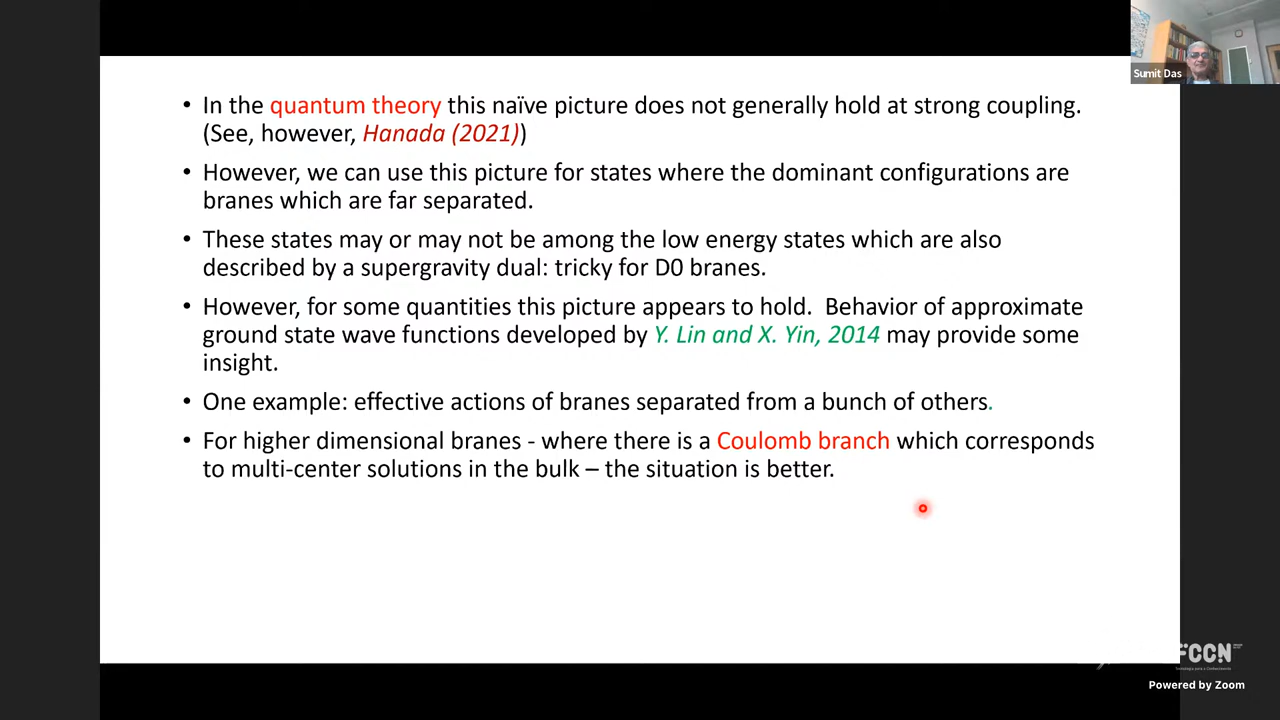 • In the quantum theory this naïve picture does not generally hold at strong coupling.
(See, however, Hanada (2021))
• However, we can use this picture for states where the dominant configurations are
branes which are far separated.
• These states may or may not be among the low energy states which are also
described by a supergravity dual: tricky for D0 branes.
• However, for some quantities this picture appears to hold. Behavior of approximate
ground state wave functions developed by Y. Lin and X. Yin, 2014 may provide some
insight.
• One example: effective actions of branes separated from a bunch of others.
• For higher dimensional branes - where there is a Coulomb branch which corresponds
to multi-center solutions in the bulk – the situation is better.
Sumit Das
FCCN
Powered by Zoom